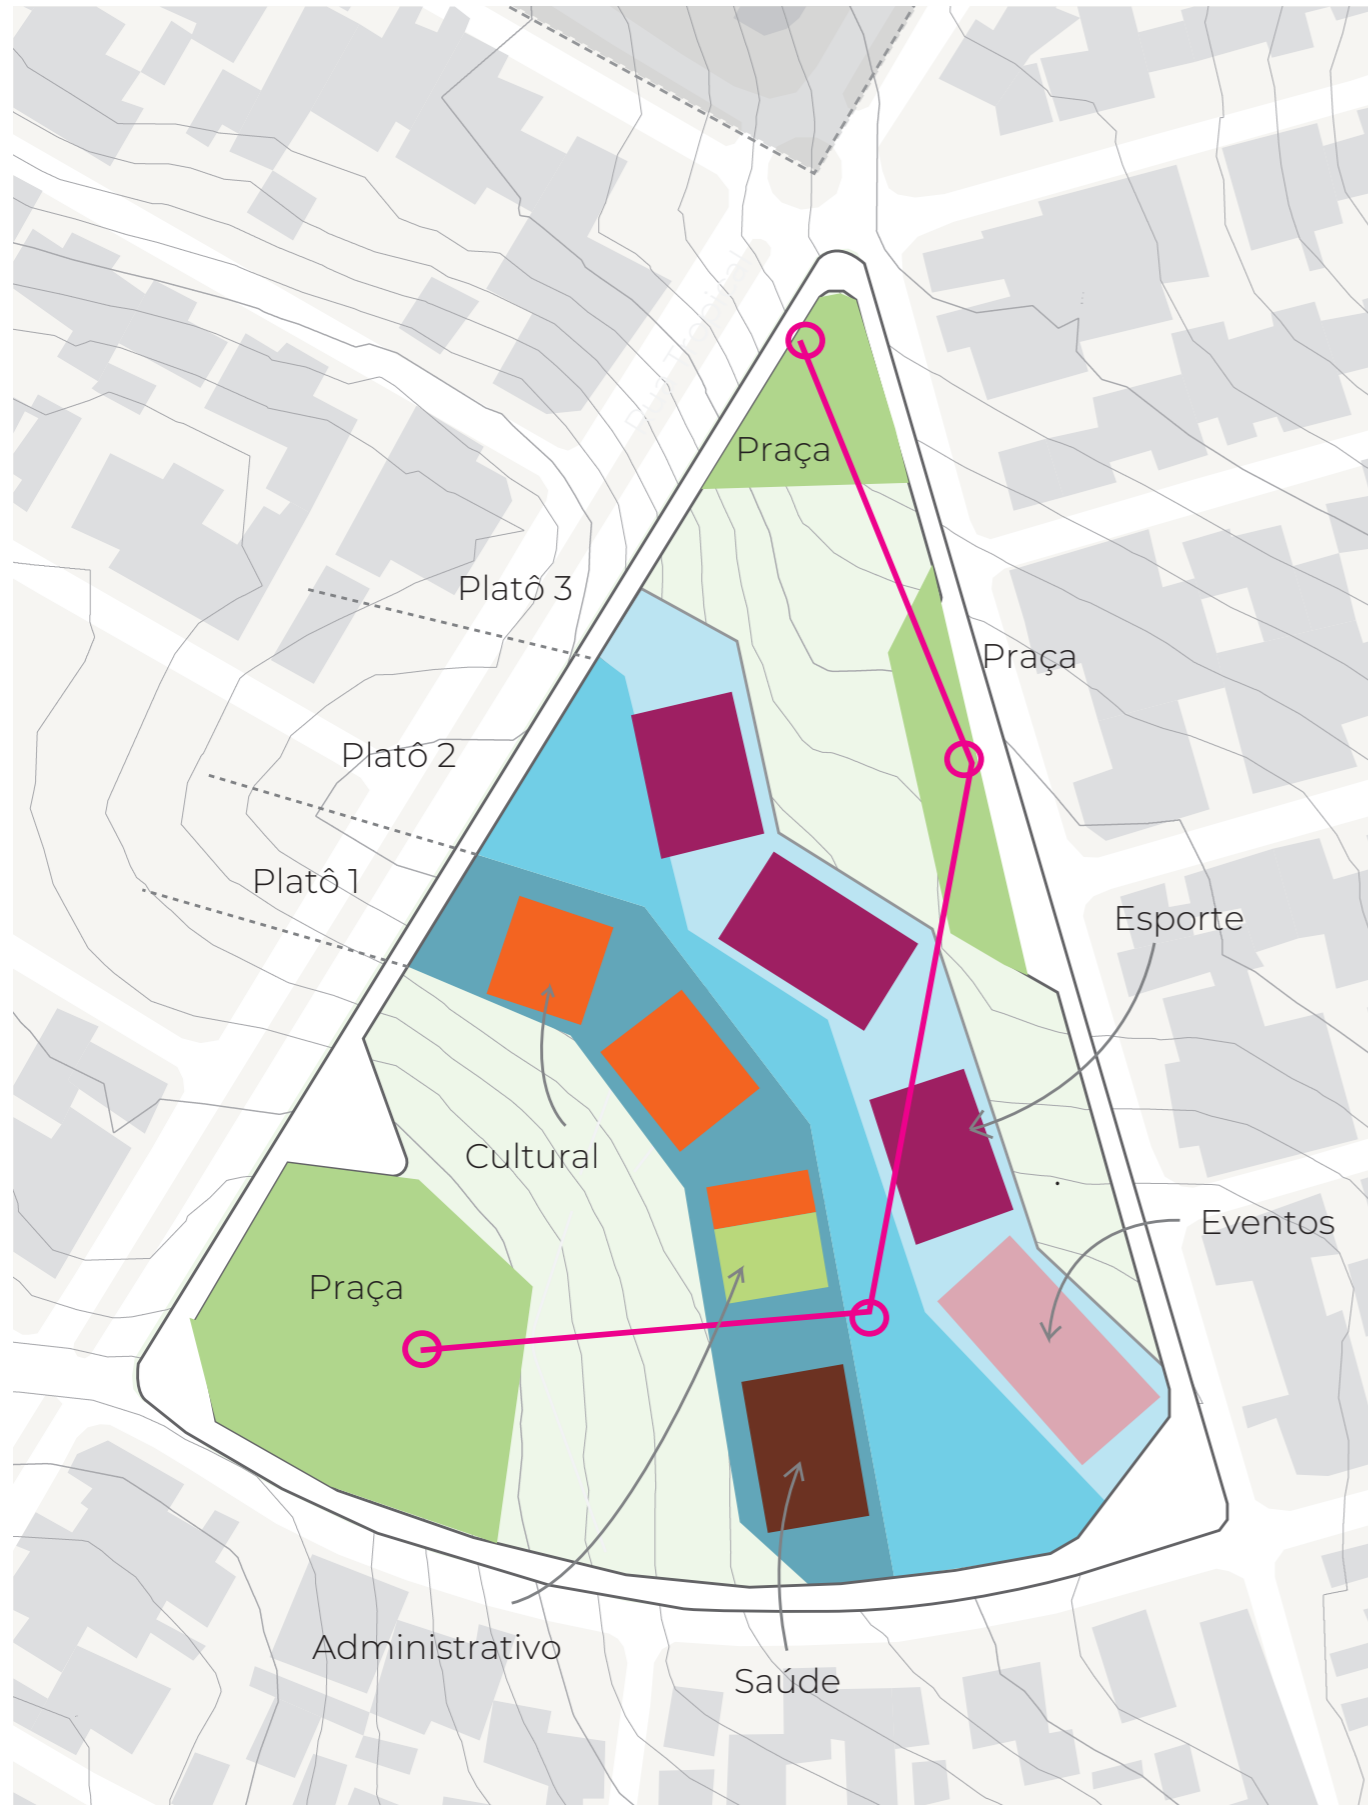 Praça
Platô 3
Praça
Platô 2
Platô 1
Esporte
Cultural
Eventos
Praça
Administrativo
Saúde